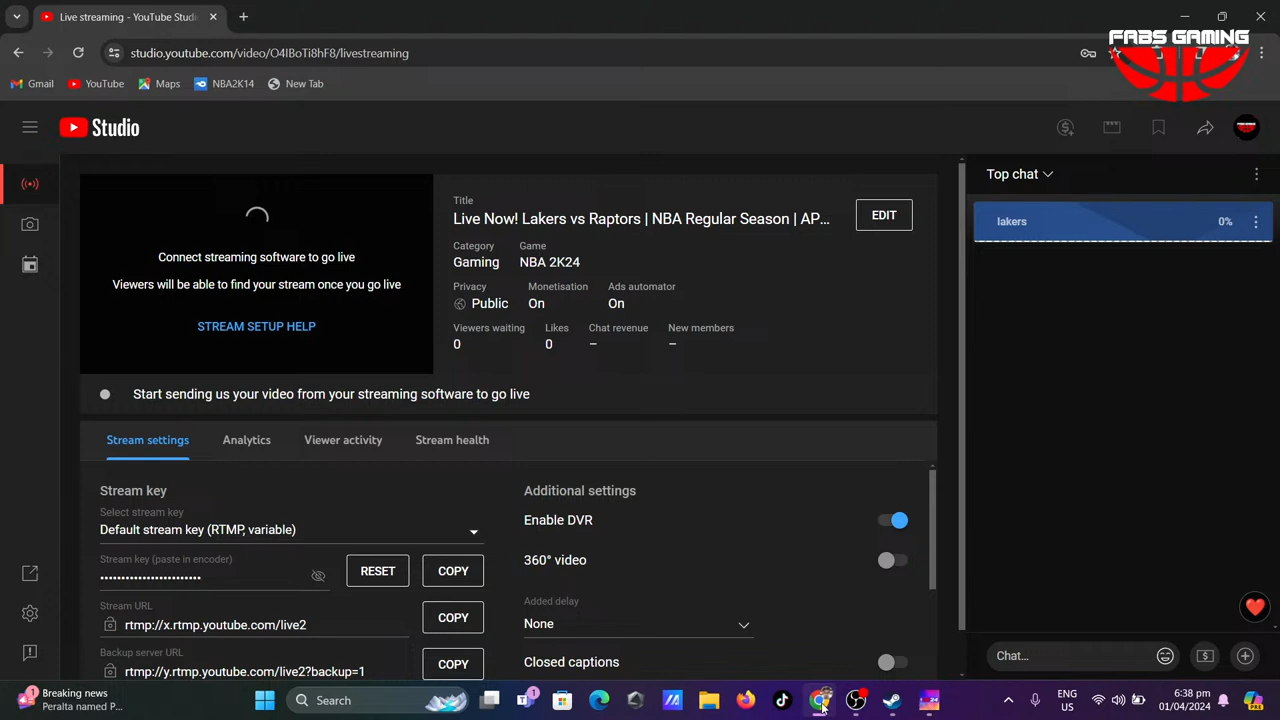 Live streaming - YouTube Studi
FABS GAMING
studio.youtube.com/video/O4IBoTi8hF8/livestreaming
Gmail YouTube Maps NBA2K14 New Tab
Studio
Top chat
lakers 0%
Connect streaming software to go live
Viewers will be able to find your stream once you go live
STREAM SETUP HELP
Title
Live Now! Lakers vs Raptors | NBA Regular Season | AP...
EDIT
Category Game
Gaming NBA 2K24
Privacy Monetisation Ads automator
Public On On
Viewers waiting Likes Chat revenue New members
0 0 – –
Start sending us your video from your streaming software to go live
Stream settings Analytics Viewer activity Stream health
Stream key
Select stream key
Default stream key (RTMP, variable)
Stream key (paste in encoder)
••••••••••••••••••••••••
RESET COPY
Stream URL
rtmp://x.rtmp.youtube.com/live2
COPY
Backup server URL
rtmp://y.rtmp.youtube.com/live2?backup=1
COPY
Additional settings
Enable DVR
360° video
Added delay
None
Closed captions
Chat...
1
Breaking news
Peralta named P...
Search
1
ENG
US
6:38 pm
01/04/2024